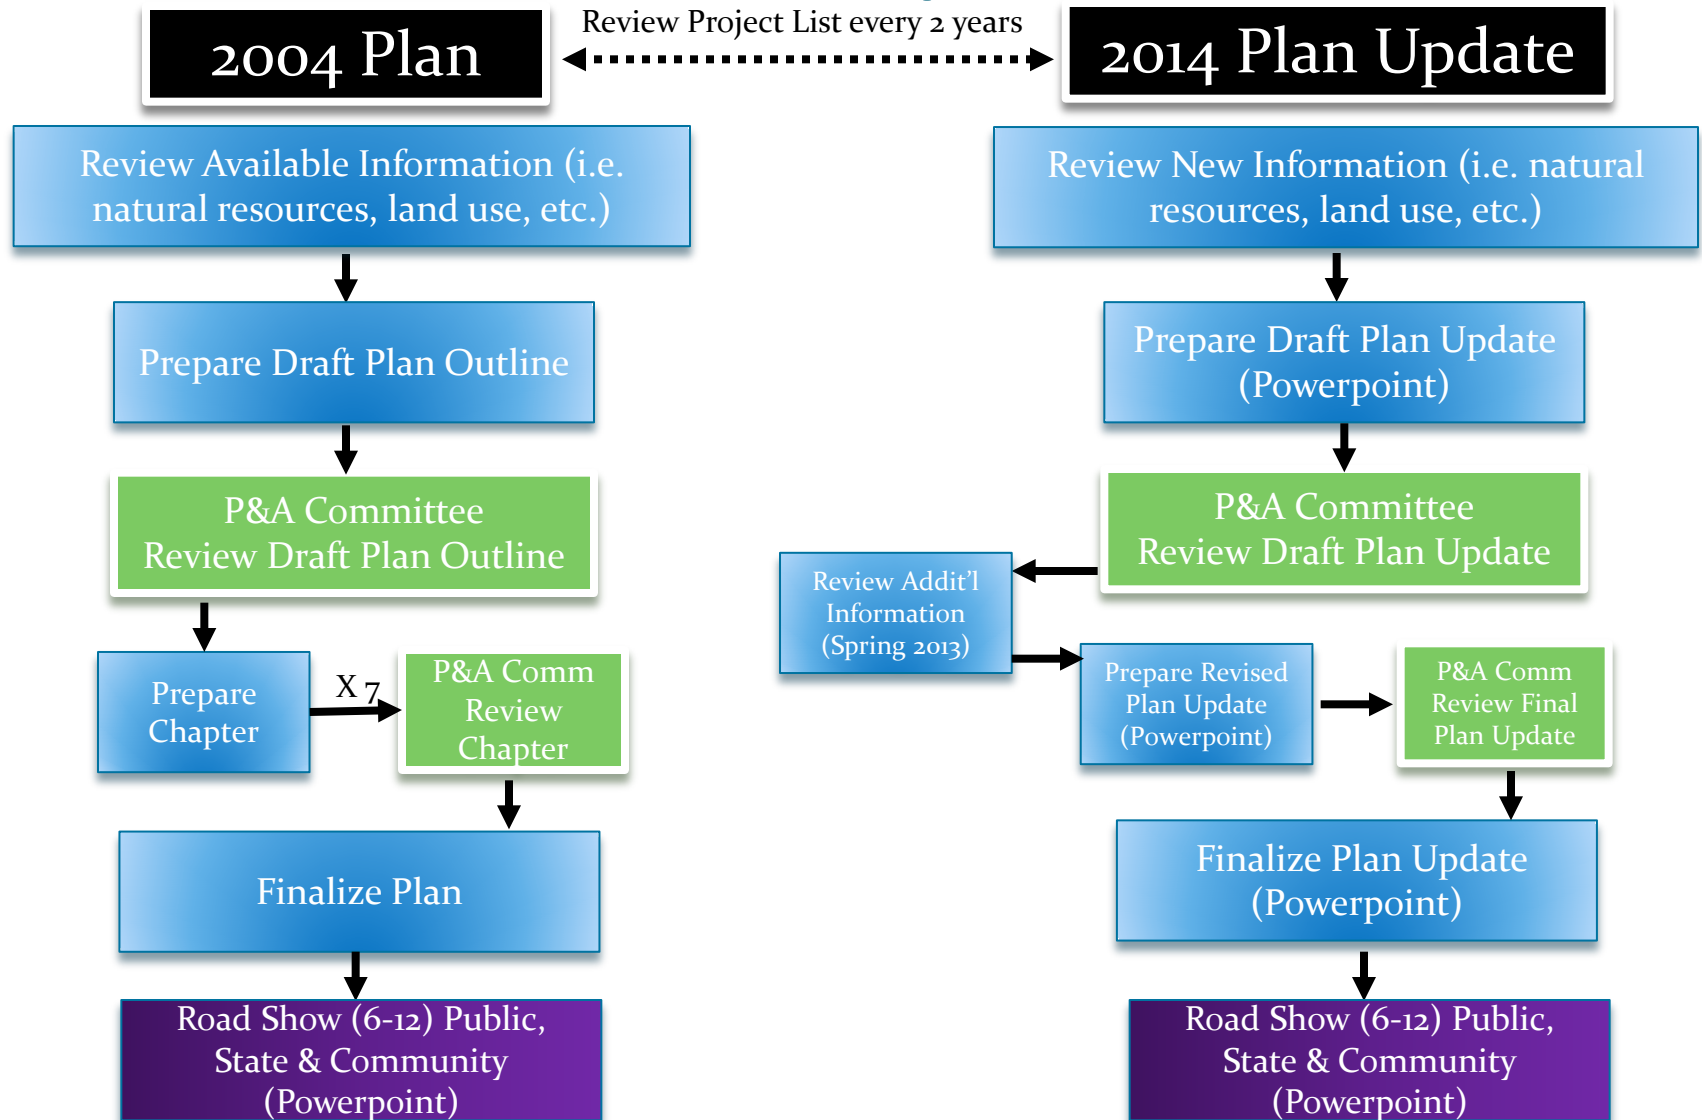 Review Project List every 2 years
2004 Plan
2014 Plan Update
Review Available Information (i.e.
natural resources, land use, etc.)
Prepare Draft Plan Outline
P&A Committee
Review Draft Plan Outline
Prepare
Chapter
X 7
P&A Comm
Review
Chapter
Finalize Plan
Road Show (6-12) Public,
State & Community
(Powerpoint)
Review New Information (i.e. natural
resources, land use, etc.)
Prepare Draft Plan Update
(Powerpoint)
P&A Committee
Review Draft Plan Update
Review Addit'l
Information
(Spring 2013)
Prepare Revised
Plan Update
(Powerpoint)
P&A Comm
Review Final
Plan Update
Finalize Plan Update
(Powerpoint)
Road Show (6-12) Public,
State & Community
(Powerpoint)